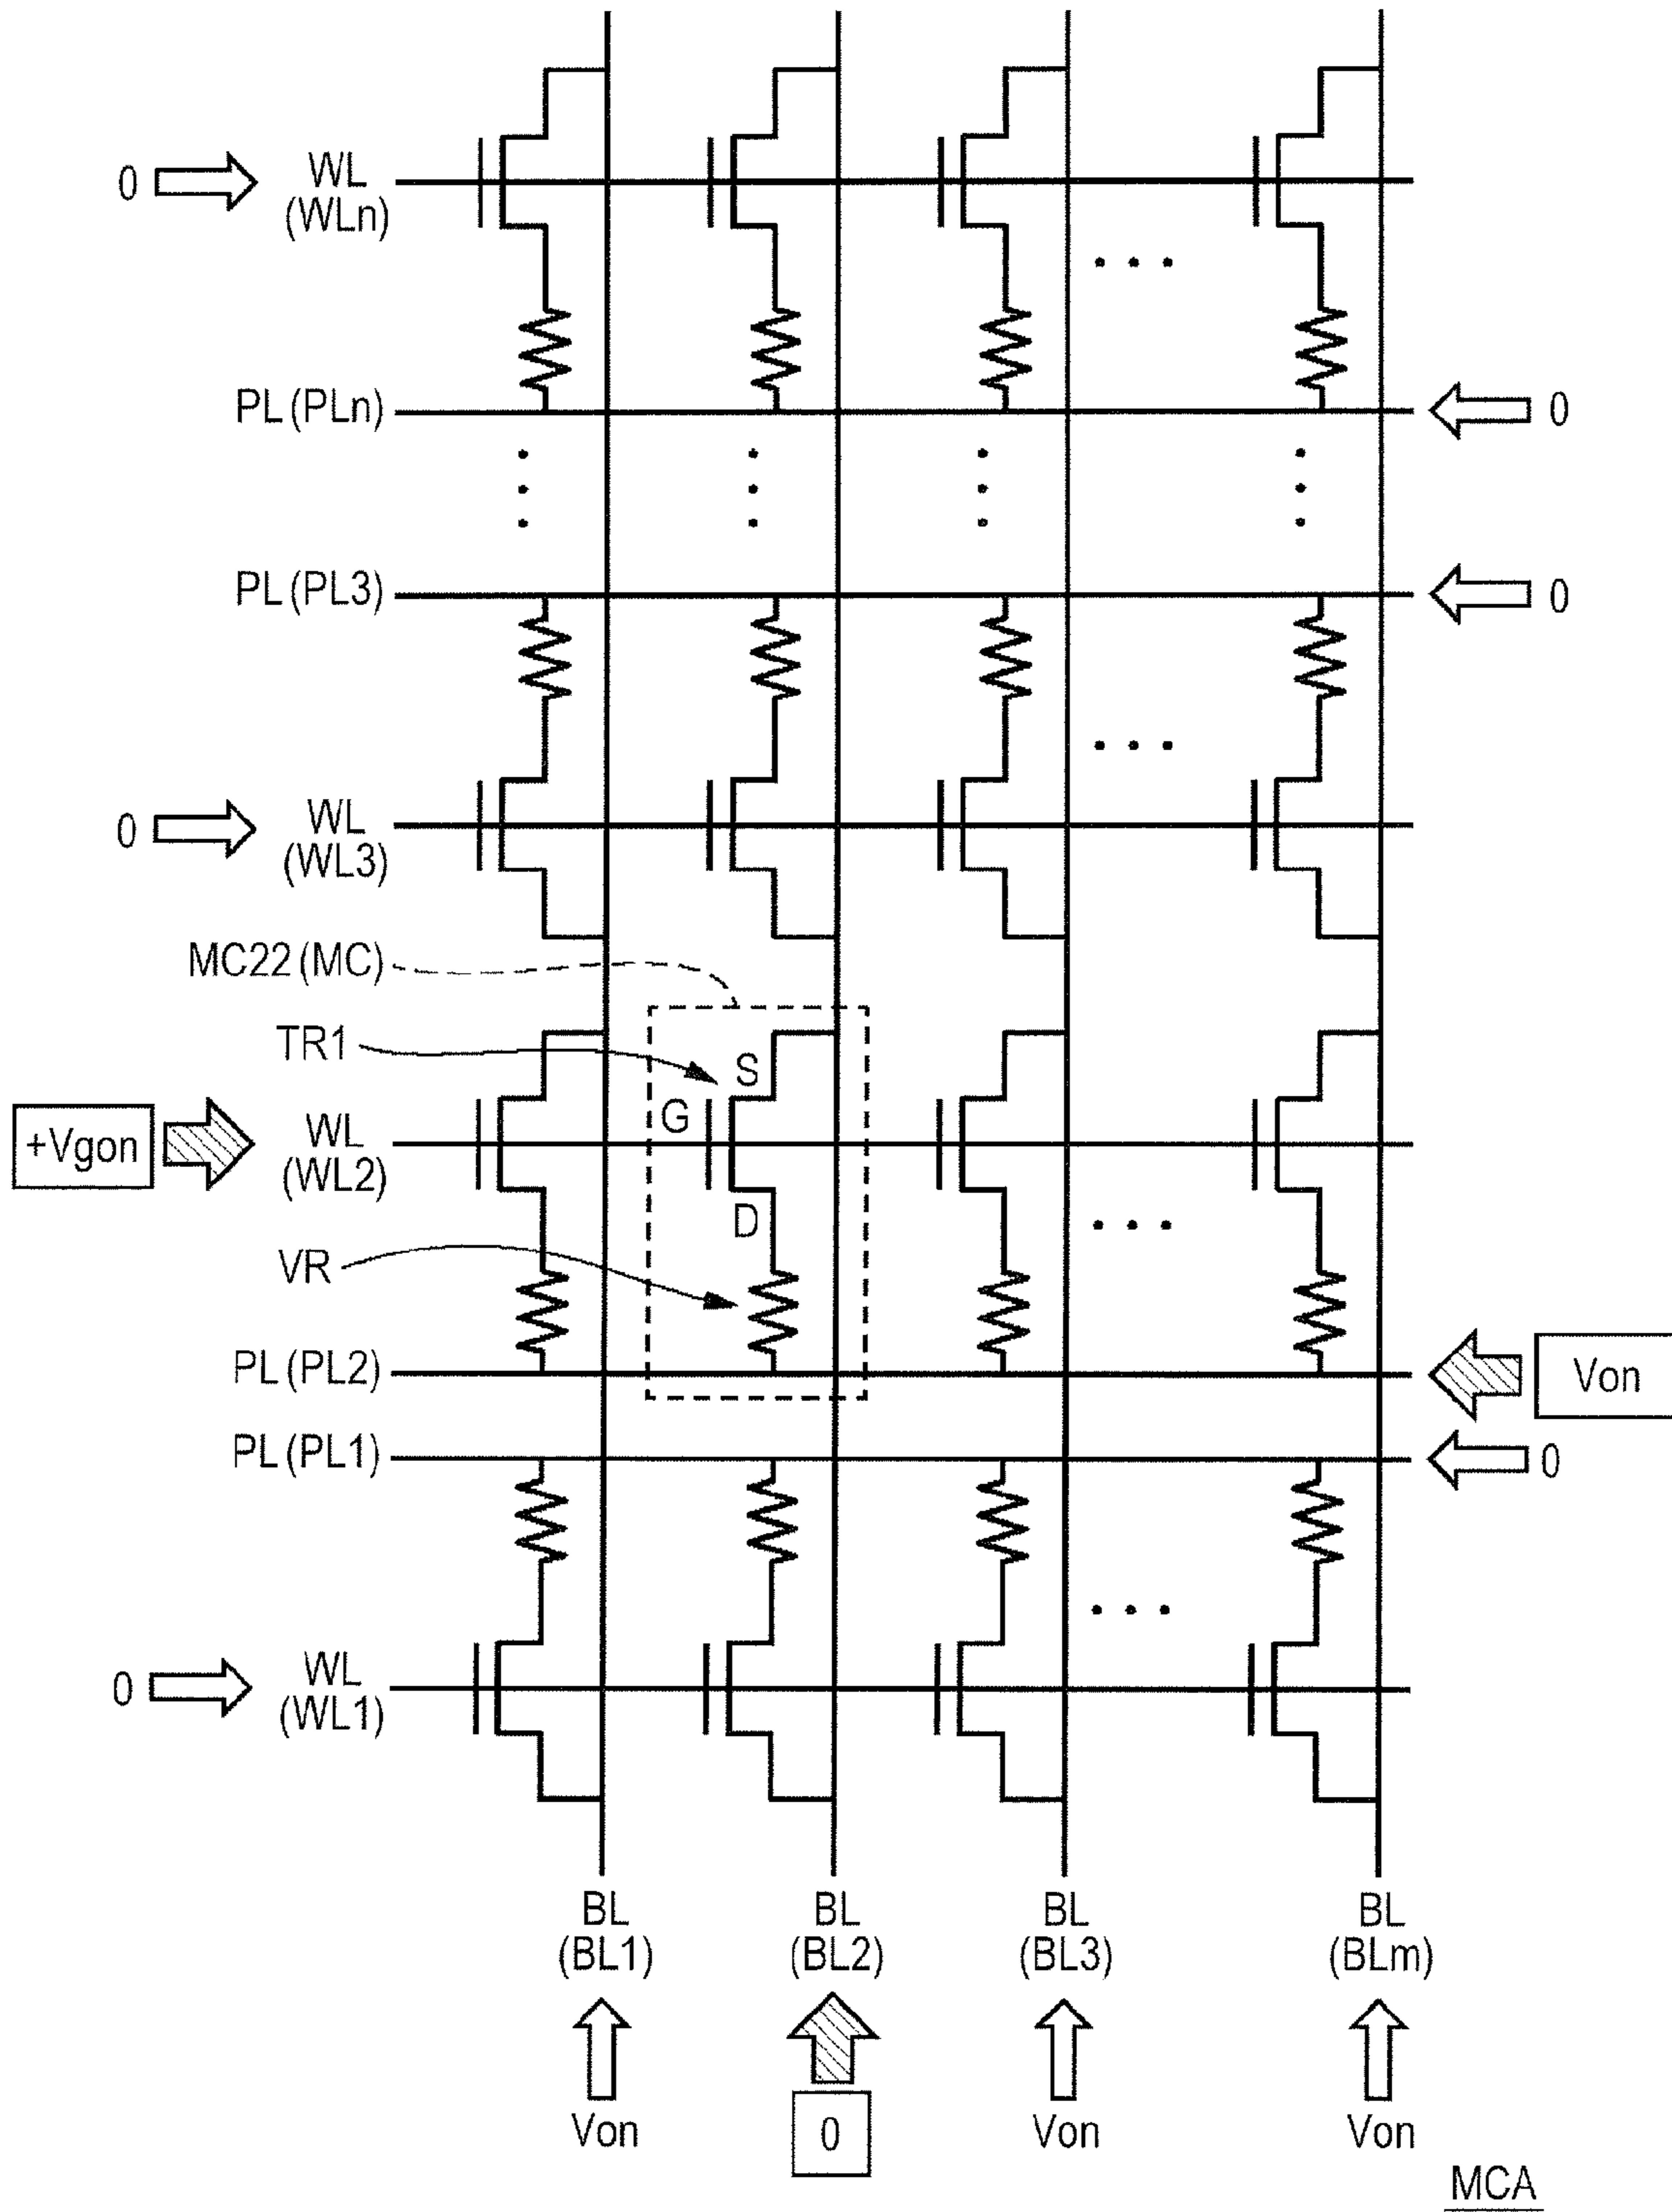 0
WL
(WLn)
PL (PLn)
0
PL (PL3)
0
0
WL
(WL3)
MC22 (MC)
TR1
S
G
+Vgon
WL
(WL2)
D
VR
PL (PL2)
Von
PL (PL1)
0
0
WL
(WL1)
BL
(BL1)
BL
(BL2)
BL
(BL3)
BL
(BLm)
Von
0
Von
Von
MCA